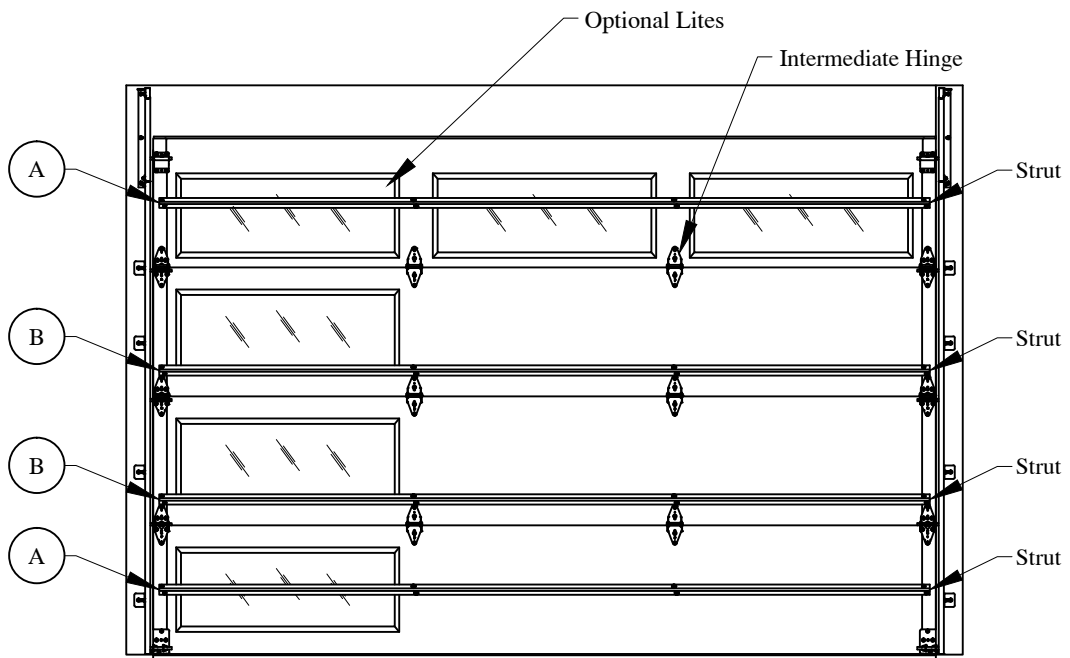 Optional Lites
Intermediate Hinge
A
Strut
B
Strut
B
Strut
A
Strut